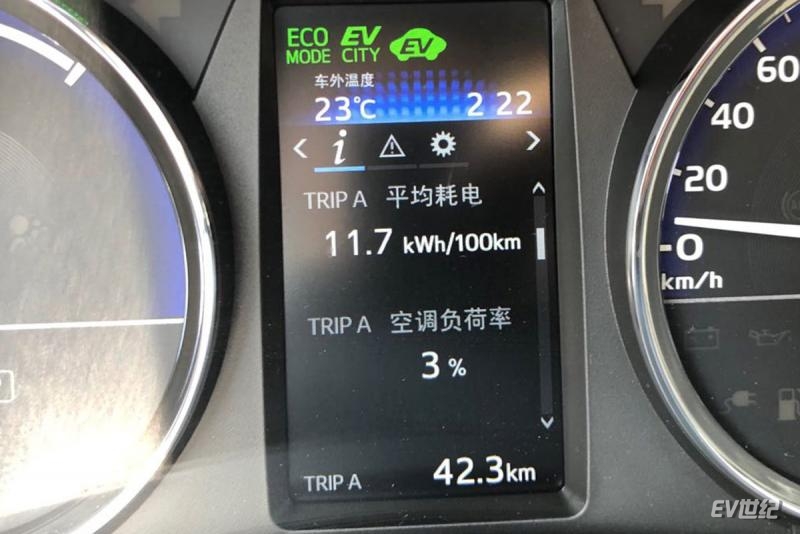 ECO EV EV
MODE CITY
车外温度
23℃ 2 22
TRIP A 平均耗电
11.7 kWh/100km
TRIP A 空调负荷率
3 %
TRIP A 42.3km
60
40
20
0
km/h
EV世纪